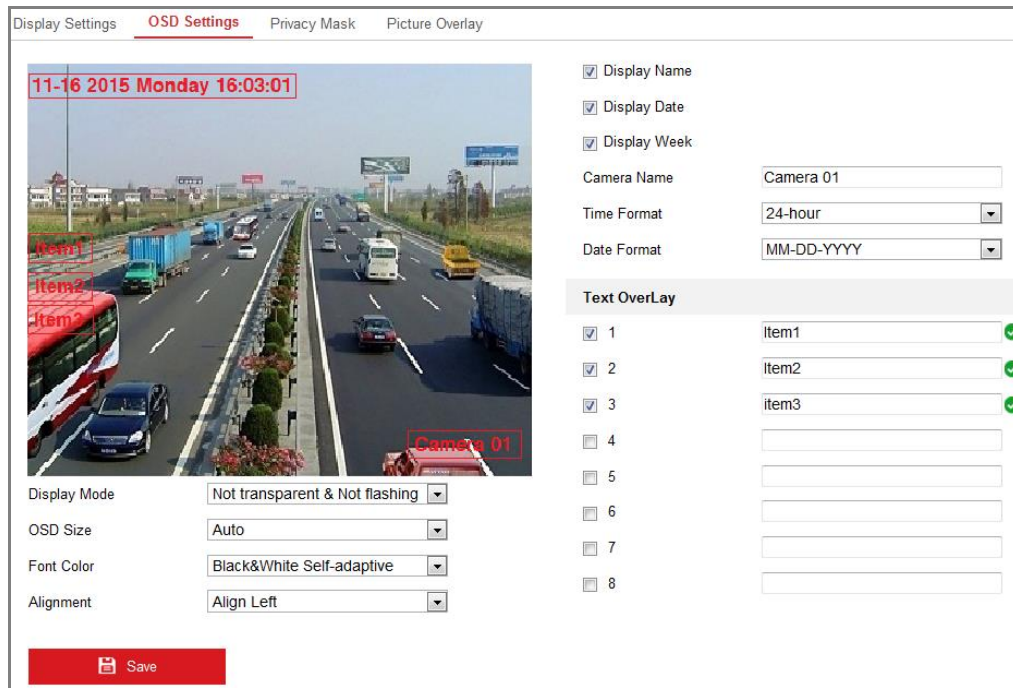 Display Settings OSD Settings Privacy Mask Picture Overlay
11-16 2015 Monday 16:03:01
Item1
Item2
Item3
Camera 01
Display Mode Not transparent & Not flashing
OSD Size Auto
Font Color Black&White Self-adaptive
Alignment Align Left
Save
Display Name
Display Date
Display Week
Camera Name Camera 01
Time Format 24-hour
Date Format MM-DD-YYYY
Text OverLay
1 Item1
2 Item2
3 item3
4
5
6
7
8